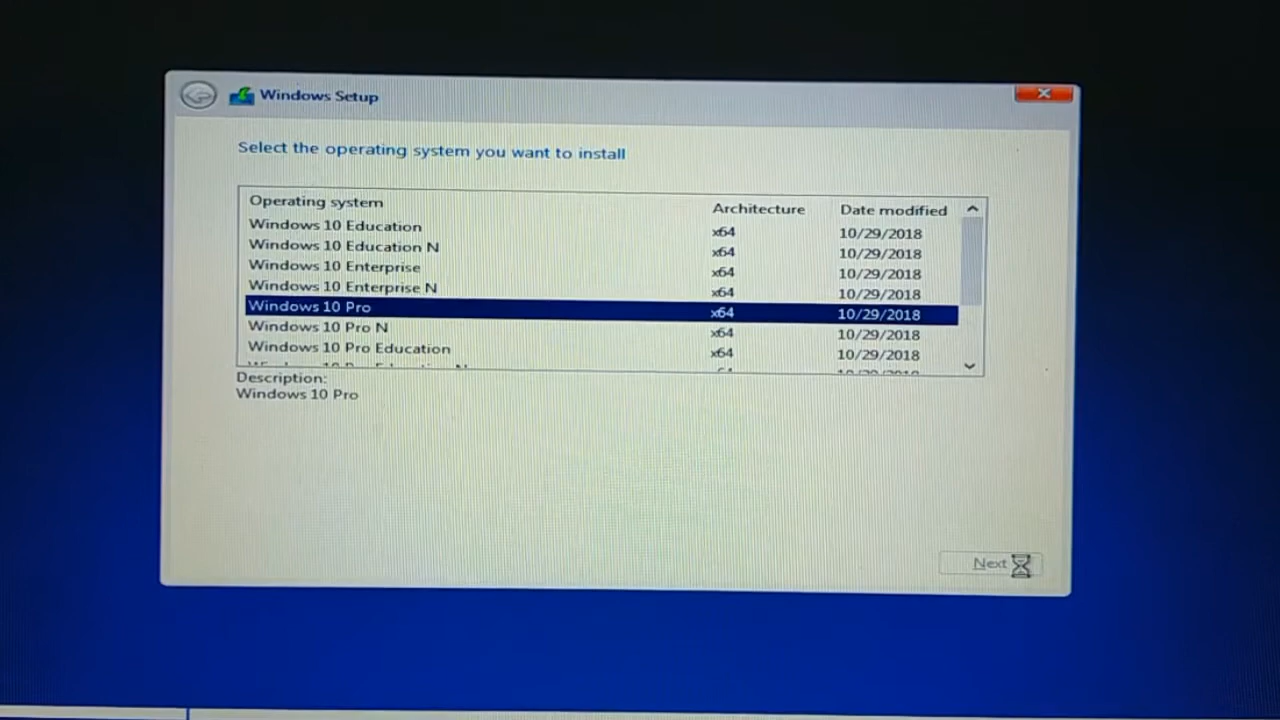 Windows Setup
Select the operating system you want to install
Operating system Architecture Date modified
Windows 10 Education x64 10/29/2018
Windows 10 Education N x64 10/29/2018
Windows 10 Enterprise x64 10/29/2018
Windows 10 Enterprise N x64 10/29/2018
Windows 10 Pro x64 10/29/2018
Windows 10 Pro N x64 10/29/2018
Windows 10 Pro Education x64 10/29/2018
Description:
Windows 10 Pro
Next